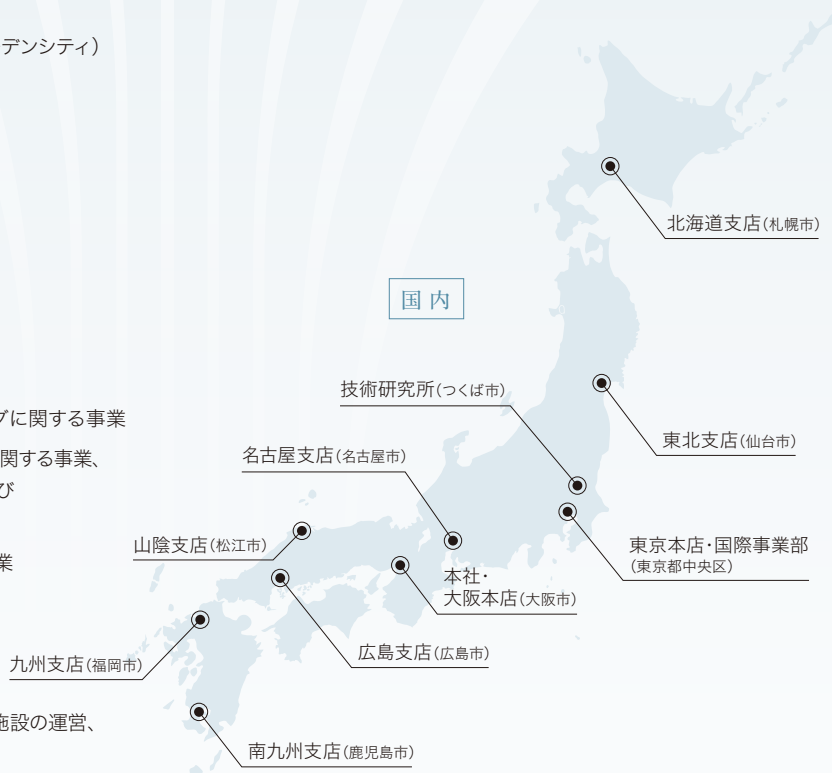 デンシティ）
北海道支店（札幌市）
国内
技術研究所（つくば市）
グに関する事業
東北支店（仙台市）
関する事業、
名古屋支店（名古屋市）
び
山陰支店（松江市）
東京本店・国際事業部
（東京都中央区）
業
本社・
大阪本店（大阪市）
広島支店（広島市）
九州支店（福岡市）
施設の運営、
南九州支店（鹿児島市）